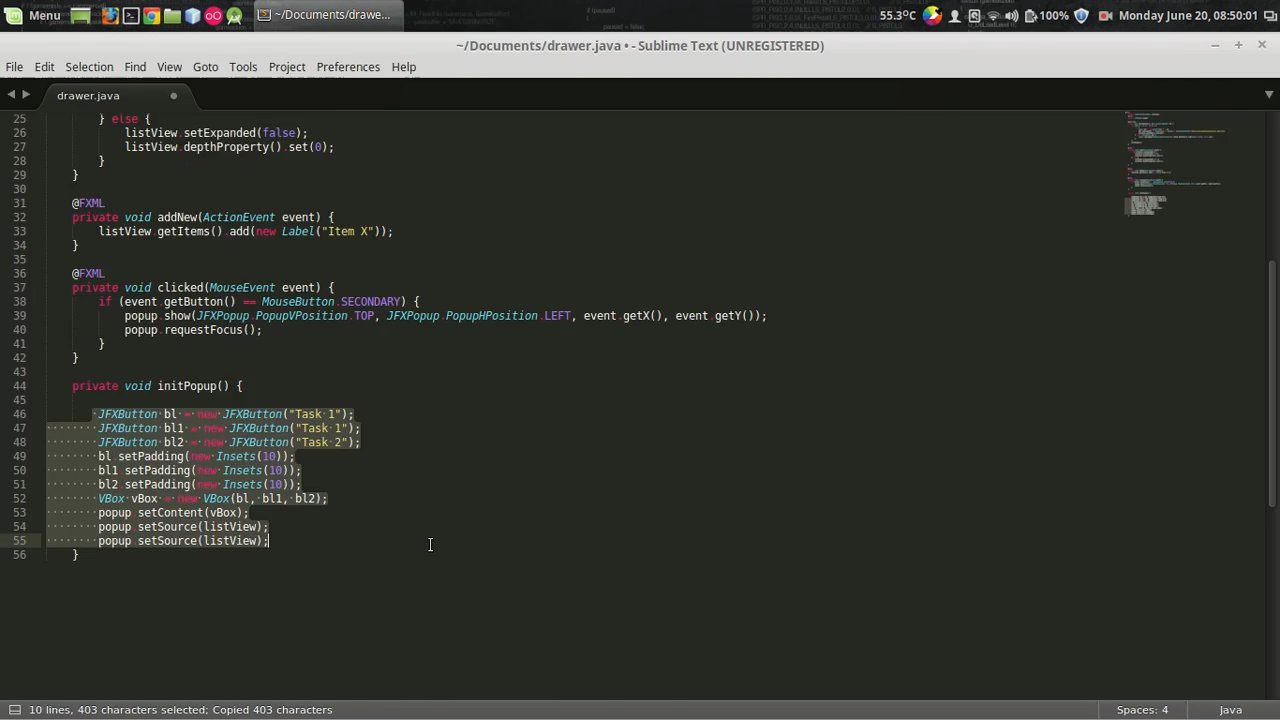 Menu
~/Documents/drawe...
55.3°C
100%
Monday June 20, 08:50:01
~/Documents/drawer.java • - Sublime Text (UNREGISTERED)
File Edit Selection Find View Goto Tools Project Preferences Help
drawer.java
25 } else {
26 listView.setExpanded(false);
27 listView.depthProperty().set(0);
28 }
29 }
30
31 @FXML
32 private void addNew(ActionEvent event) {
33 listView.getItems().add(new Label("Item X"));
34 }
35
36 @FXML
37 private void clicked(MouseEvent event) {
38 if (event.getButton() == MouseButton.SECONDARY) {
39 popup.show(JFXPopup.PopupVPosition.TOP, JFXPopup.PopupHPosition.LEFT, event.getX(), event.getY());
40 popup.requestFocus();
41 }
42 }
43
44 private void initPopup() {
45
46 JFXButton bl = new JFXButton("Task 1");
47 JFXButton bl1 = new JFXButton("Task 1");
48 JFXButton bl2 = new JFXButton("Task 2");
49 bl.setPadding(new Insets(10));
50 bl1.setPadding(new Insets(10));
51 bl2.setPadding(new Insets(10));
52 VBox vBox = new VBox(bl, bl1, bl2);
53 popup.setContent(vBox);
54 popup.setSource(listView);
55 popup.setSource(listView);
56 }
10 lines, 403 characters selected; Copied 403 characters
Spaces: 4
Java